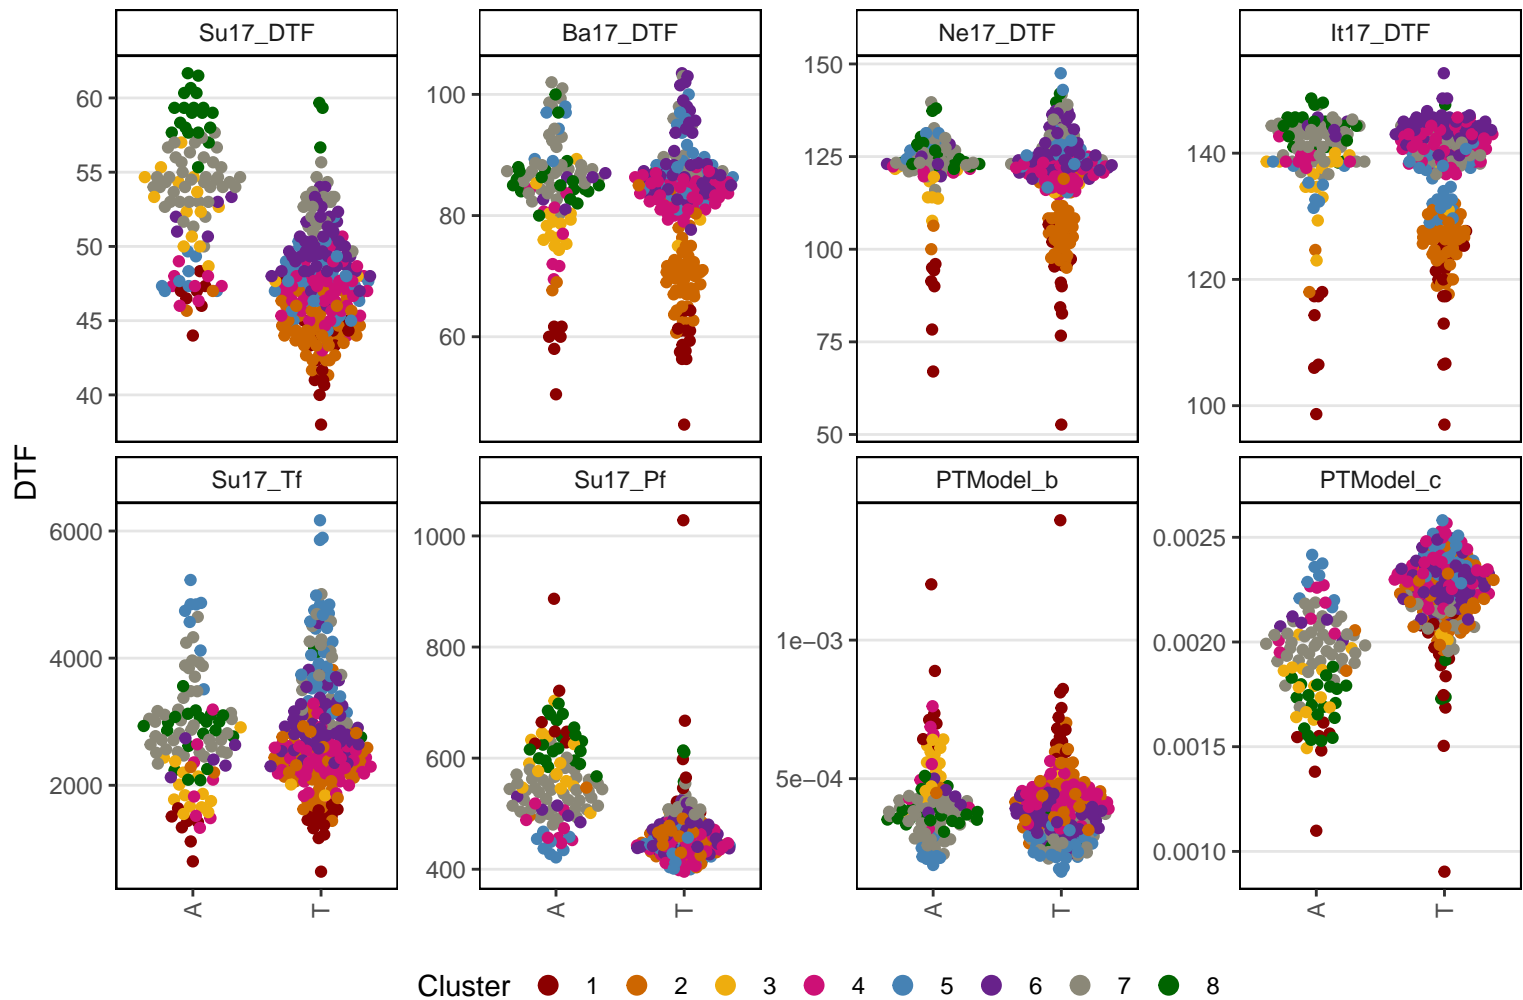 Su17_DTF
Ba17_DTF
Ne17_DTF
It17_DTF
60
55
50
45
40
100
80
60
150
125
100
75
50
140
120
100
DTF
Su17_Tf
Su17_Pf
PTModel_b
PTModel_c
6000
4000
2000
1000
800
600
400
1e−03
5e−04
0.0025
0.0020
0.0015
0.0010
A
T
A
T
A
T
A
T
Cluster 1 2 3 4 5 6 7 8